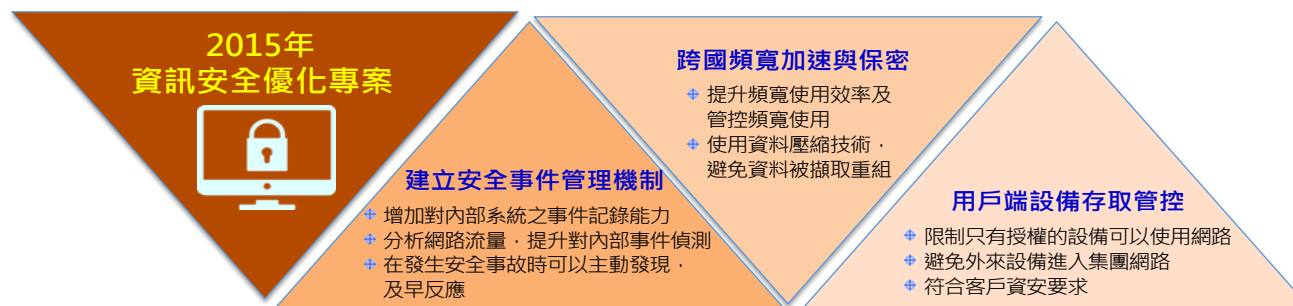 2015年
資訊安全優化專案
建立安全事件管理機制
增加對內部系統之事件記錄能力
分析網路流量，提升對內部事件偵測
在發生安全事故時可以主動發現，
及早反應
跨國頻寬加速與保密
提升頻寬使用效率及
管控頻寬使用
使用資料壓縮技術，
避免資料被擷取重組
用戶端設備存取管控
限制只有授權的設備可以使用網路
避免外來設備進入集團網路
符合客戶資安要求